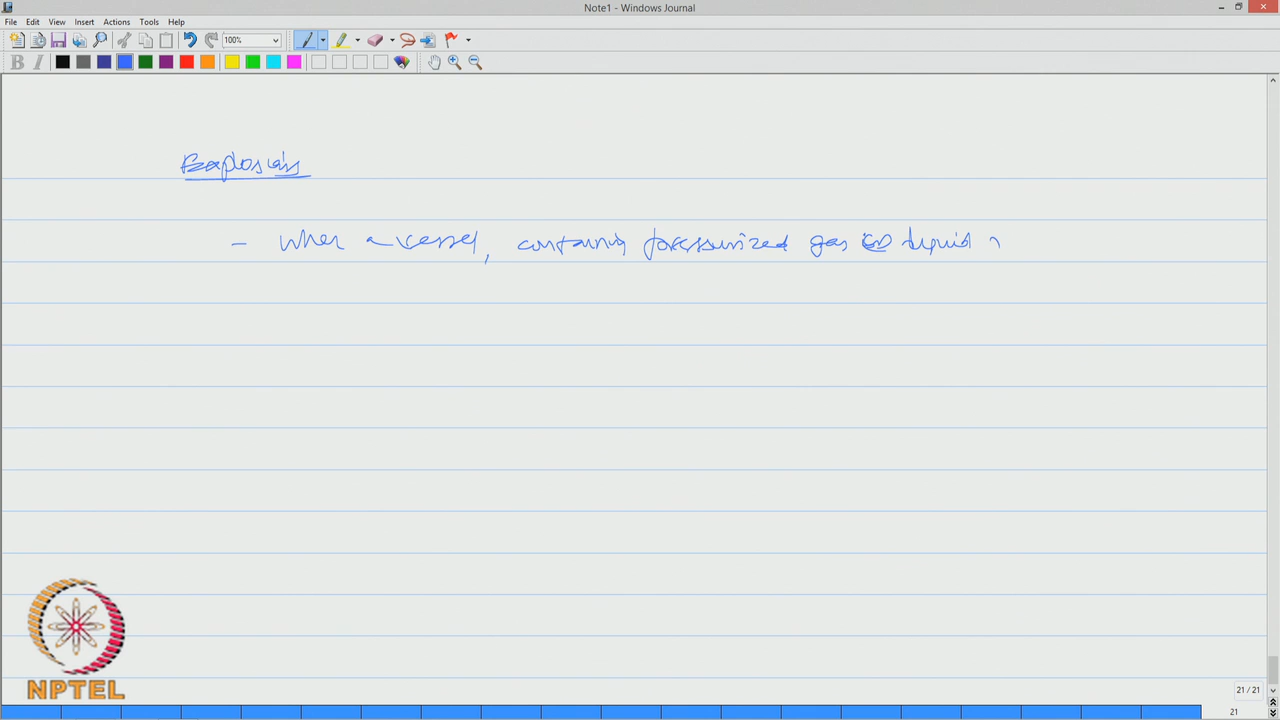 Note1 - Windows Journal
File Edit View Insert Actions Tools Help
100%
B I
Explosions
- When a vessel, containing pressurized gas (or) liquid
NPTEL
21 / 21
21